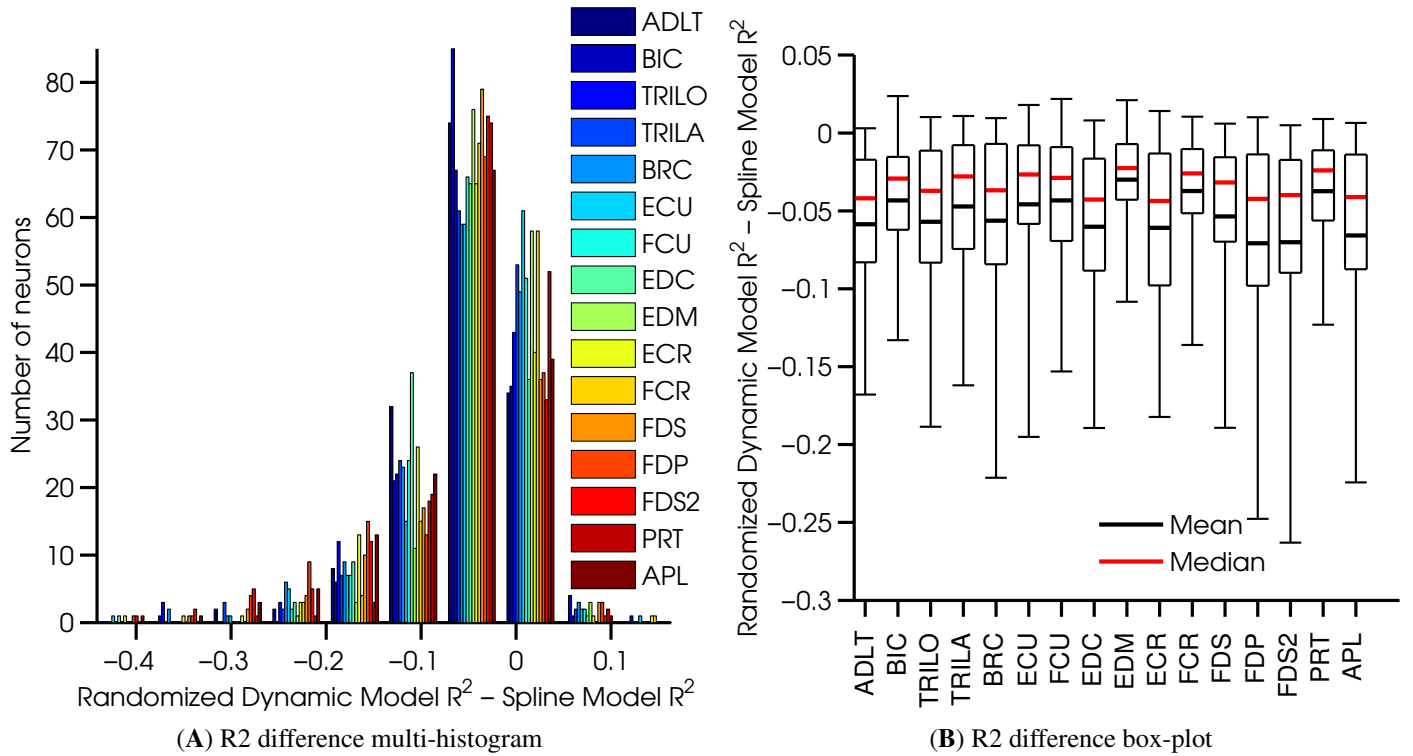 80
70
60
50
40
30
20
10
0
Number of neurons
−0.4 −0.3 −0.2 −0.1 0 0.1
Randomized Dynamic Model R² – Spline Model R²
ADLT
BIC
TRILO
TRILA
BRC
ECU
FCU
EDC
EDM
ECR
FCR
FDS
FDP
FDS2
PRT
APL
(A) R2 difference multi-histogram
Randomized Dynamic Model R² – Spline Model R²
0.05
0
−0.05
−0.1
−0.15
−0.2
−0.25
−0.3
Mean
Median
ADLT
BIC
TRILO
TRILA
BRC
ECU
FCU
EDC
EDM
ECR
FCR
FDS
FDP
FDS2
PRT
APL
(B) R2 difference box-plot